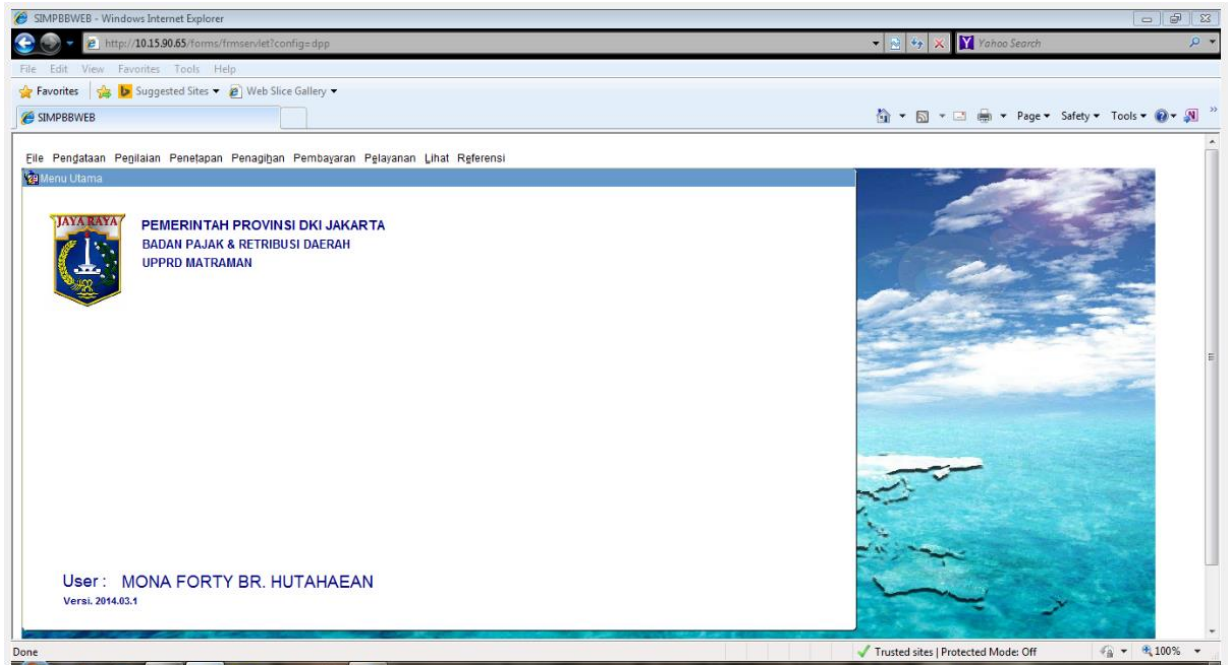 SIMPBBWEB - Windows Internet Explorer
http://10.15.90.65/forms/frmservlet?config=dpp
Yahoo Search
File Edit View Favorites Tools Help
Favorites Suggested Sites Web Slice Gallery
SIMPBBWEB
Page Safety Tools
File Pendataan Penilaian Penetapan Penagihan Pembayaran Pelayanan Lihat Referensi
Menu Utama
JAYA RAYA
PEMERINTAH PROVINSI DKI JAKARTA
BADAN PAJAK & RETRIBUSI DAERAH
UPPRD MATRAMAN
User : MONA FORTY BR. HUTAHAEAN
Versi. 2014.03.1
Done
Trusted sites | Protected Mode: Off
100%